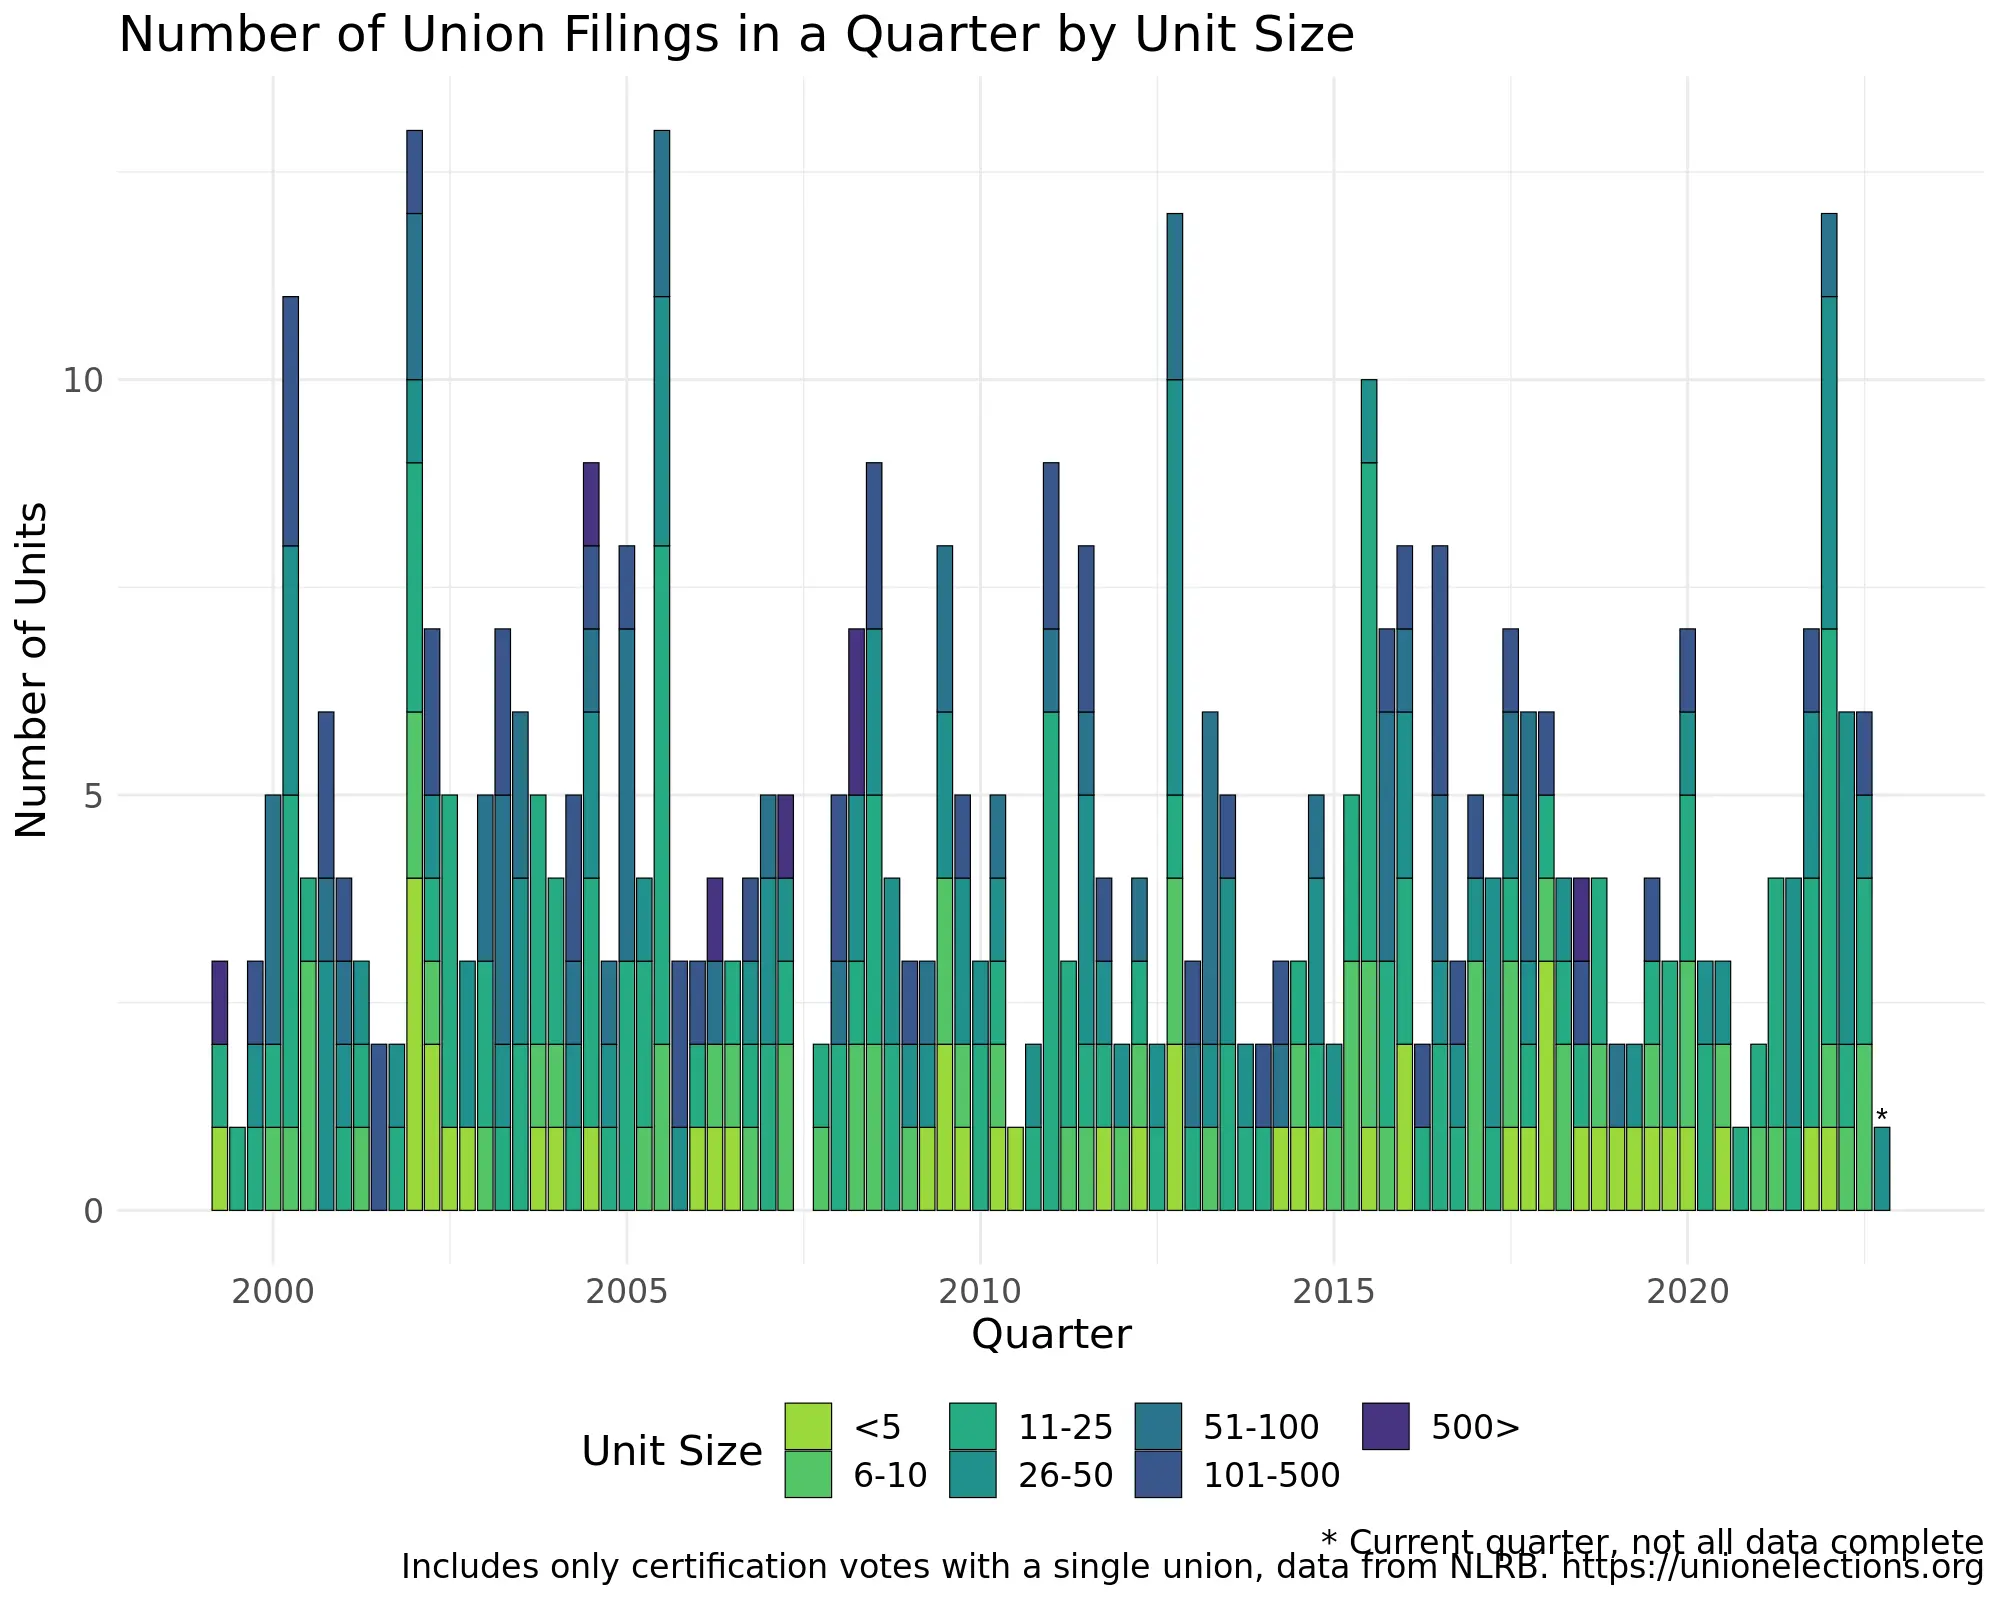 Number of Union Filings in a Quarter by Unit Size
Number of Units
10
5
0
*
2000 2005 2010 2015 2020
Quarter
Unit Size
<5 11-25 51-100 500>
6-10 26-50 101-500
* Current quarter, not all data complete
Includes only certification votes with a single union, data from NLRB. https://unionelections.org